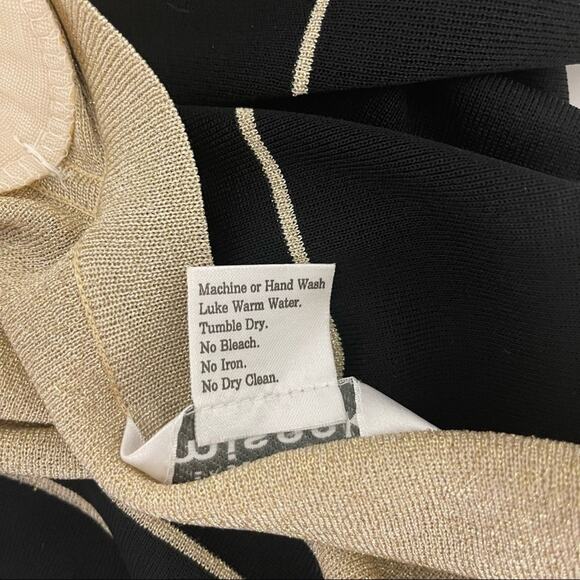 Machine or Hand Wash
Luke Warm Water.
Tumble Dry.
No Bleach.
No Iron.
No Dry Clean.